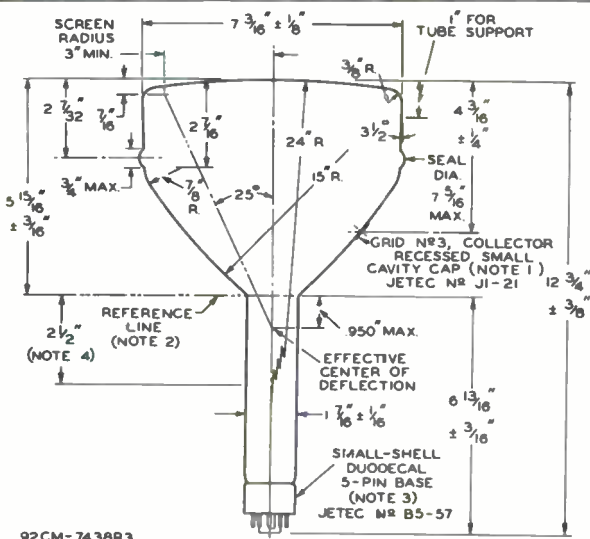 SCREEN
RADIUS
3" MIN.
7 3/16" ± 1/8"
1" FOR
TUBE SUPPORT
3/8" R.
2 7/32"
7/16"
2 7/16"
24" R
15" R.
3 1/2°
4 3/16"
± 1/4"
SEAL
DIA.
7 5/16"
MAX.
3/4" MAX.
7/8"
R.
25°
5 15/16"
± 3/16"
GRID Nº3, COLLECTOR
RECESSED SMALL
CAVITY CAP (NOTE 1)
JETEC Nº J1-21
12 3/4"
± 3/8"
REFERENCE
LINE
(NOTE 2)
2 1/2"
(NOTE 4)
.950" MAX.
EFFECTIVE
CENTER OF
DEFLECTION
1 7/16" ± 1/16"
6 13/16"
± 3/16"
SMALL-SHELL
DUODECAL
5-PIN BASE
(NOTE 3)
JETEC Nº B5-57
92CM-7438R3